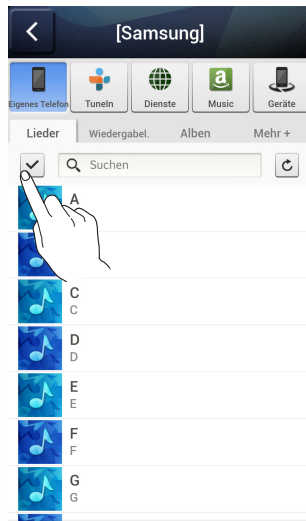 [Samsung]
Eigenes Telefon TuneIn Dienste Music Geräte
Lieder Wiedergabel. Alben Mehr +
Suchen
A
C
C
D
D
E
E
F
F
G
G